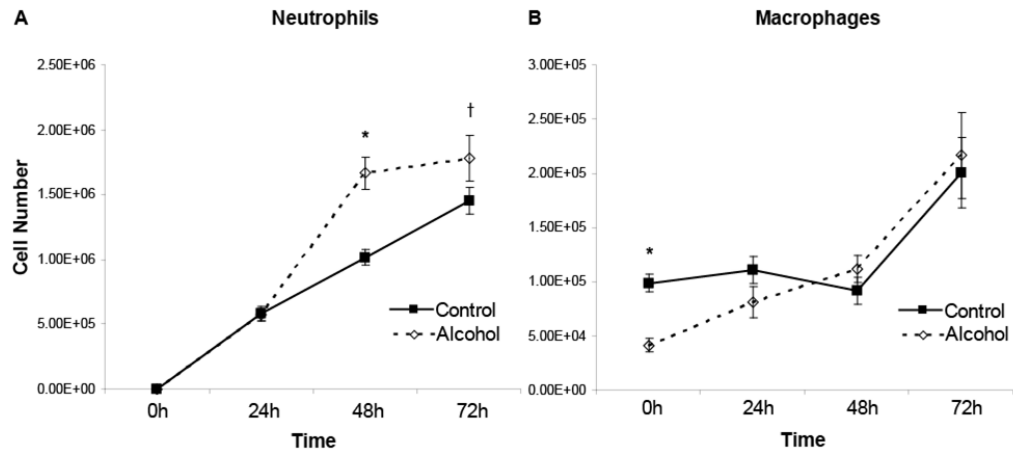 A
Neutrophils
Cell Number
2.50E+06
2.00E+06
1.50E+06
1.00E+06
5.00E+05
0.00E+00
*
†
Control
Alcohol
0h
24h
48h
72h
Time
B
Macrophages
3.00E+05
2.50E+05
2.00E+05
1.50E+05
1.00E+05
5.00E+04
0.00E+00
*
Control
Alcohol
0h
24h
48h
72h
Time